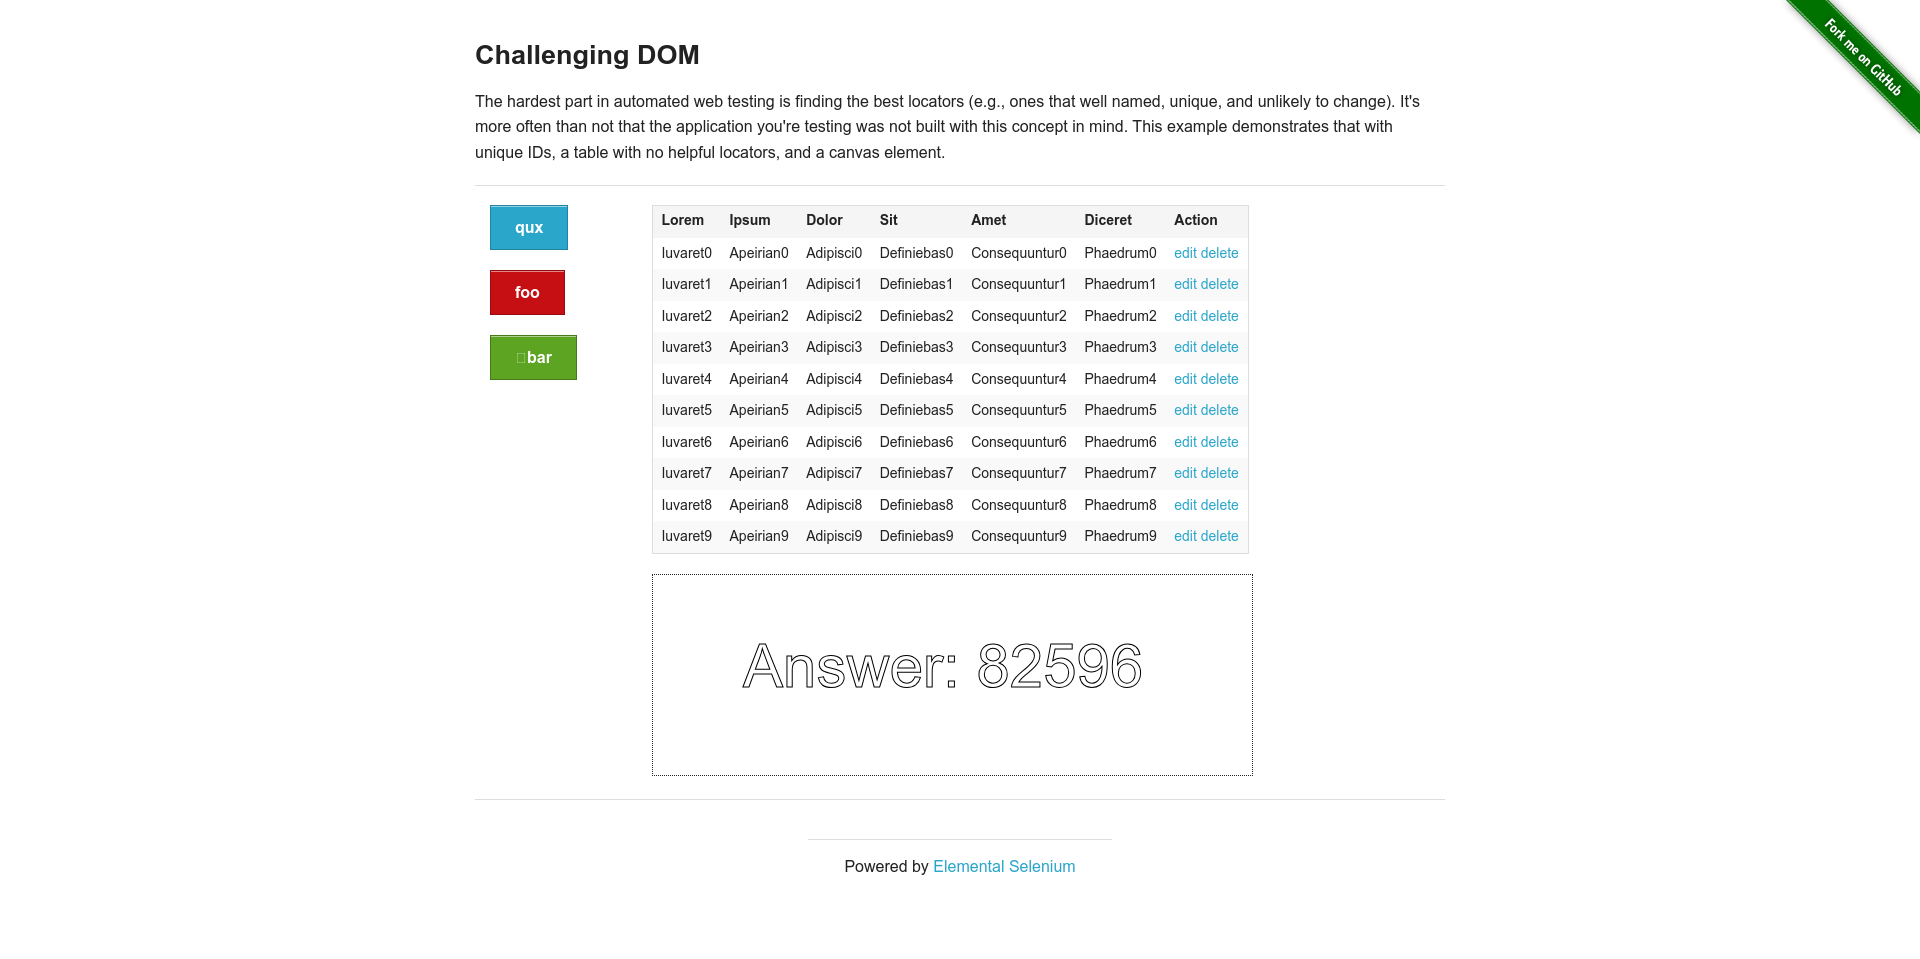 Fork me on GitHub
Challenging DOM
The hardest part in automated web testing is finding the best locators (e.g., ones that well named, unique, and unlikely to change). It's
more often than not that the application you're testing was not built with this concept in mind. This example demonstrates that with
unique IDs, a table with no helpful locators, and a canvas element.
qux
foo
bar
Lorem Ipsum Dolor Sit Amet Diceret Action
Iuvaret0 Apeirian0 Adipisci0 Definiebas0 Consequuntur0 Phaedrum0 edit delete
Iuvaret1 Apeirian1 Adipisci1 Definiebas1 Consequuntur1 Phaedrum1 edit delete
Iuvaret2 Apeirian2 Adipisci2 Definiebas2 Consequuntur2 Phaedrum2 edit delete
Iuvaret3 Apeirian3 Adipisci3 Definiebas3 Consequuntur3 Phaedrum3 edit delete
Iuvaret4 Apeirian4 Adipisci4 Definiebas4 Consequuntur4 Phaedrum4 edit delete
Iuvaret5 Apeirian5 Adipisci5 Definiebas5 Consequuntur5 Phaedrum5 edit delete
Iuvaret6 Apeirian6 Adipisci6 Definiebas6 Consequuntur6 Phaedrum6 edit delete
Iuvaret7 Apeirian7 Adipisci7 Definiebas7 Consequuntur7 Phaedrum7 edit delete
Iuvaret8 Apeirian8 Adipisci8 Definiebas8 Consequuntur8 Phaedrum8 edit delete
Iuvaret9 Apeirian9 Adipisci9 Definiebas9 Consequuntur9 Phaedrum9 edit delete
Answer: 82596
Powered by Elemental Selenium